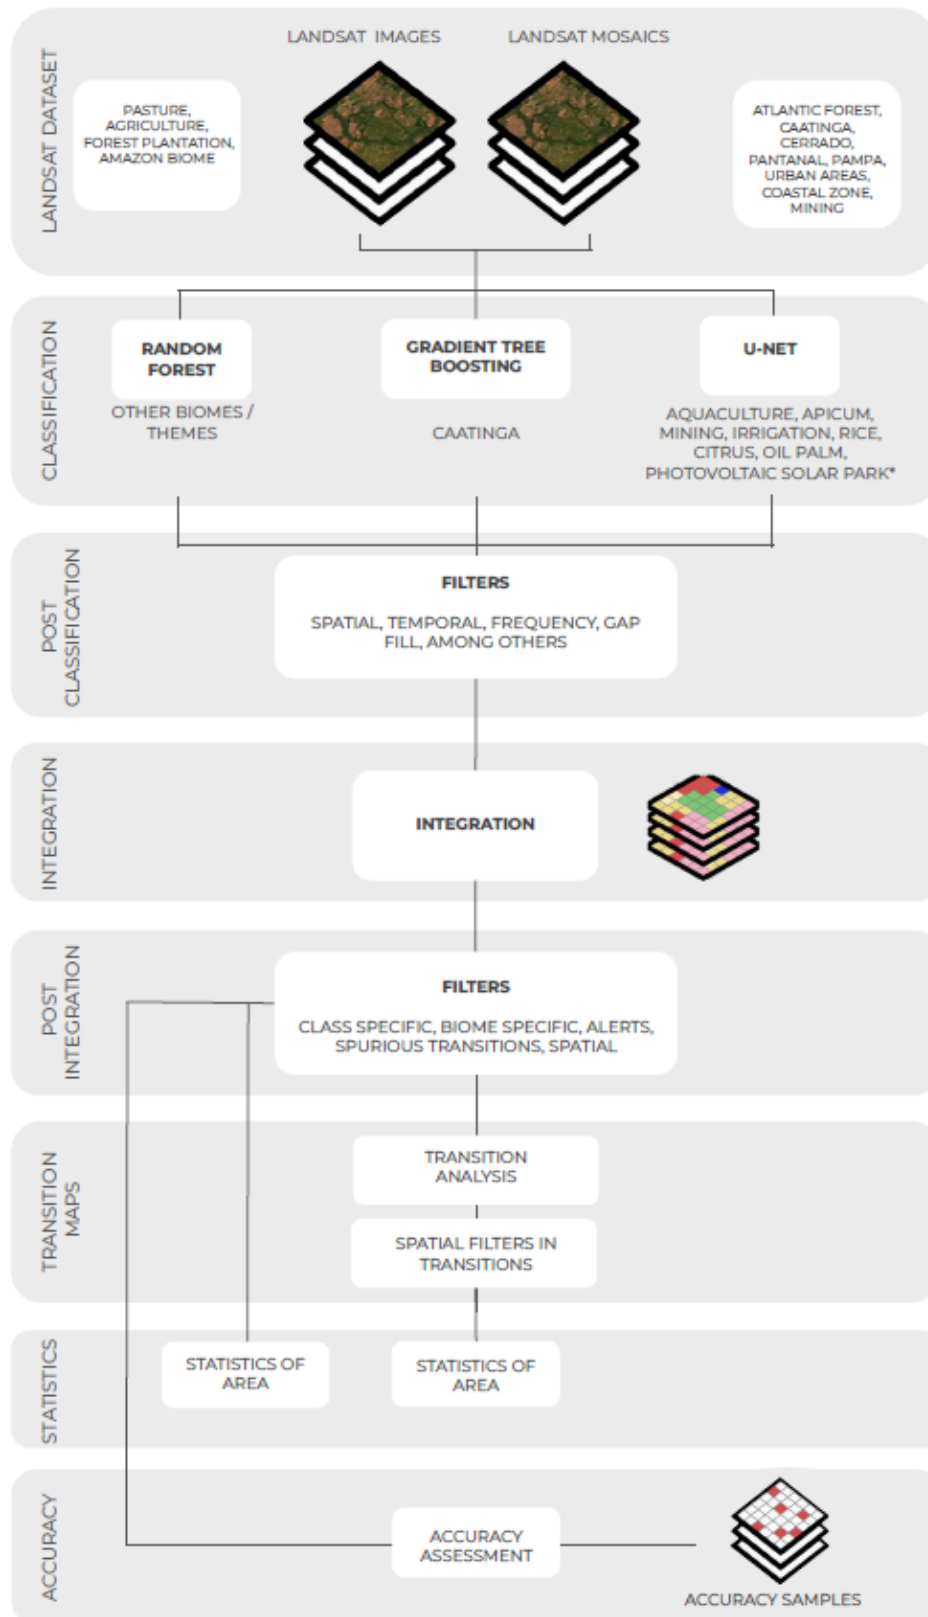 LANDSAT DATASET
LANDSAT IMAGES
LANDSAT MOSAICS
PASTURE,
AGRICULTURE,
FOREST PLANTATION,
AMAZON BIOME
ATLANTIC FOREST,
CAATINGA,
CERRADO,
PANTANAL, PAMPA,
URBAN AREAS,
COASTAL ZONE,
MINING
CLASSIFICATION
RANDOM
FOREST
OTHER BIOMES /
THEMES
GRADIENT TREE
BOOSTING
CAATINGA
U-NET
AQUACULTURE, APICUM,
MINING, IRRIGATION, RICE,
CITRUS, OIL PALM,
PHOTOVOLTAIC SOLAR PARK*
POST
CLASSIFICATION
FILTERS
SPATIAL, TEMPORAL, FREQUENCY, GAP
FILL, AMONG OTHERS
INTEGRATION
INTEGRATION
POST
INTEGRATION
FILTERS
CLASS SPECIFIC, BIOME SPECIFIC, ALERTS,
SPURIOUS TRANSITIONS, SPATIAL
TRANSITION
MAPS
TRANSITION
ANALYSIS
SPATIAL FILTERS IN
TRANSITIONS
STATISTICS
STATISTICS OF
AREA
STATISTICS OF
AREA
ACCURACY
ACCURACY
ASSESSMENT
ACCURACY SAMPLES